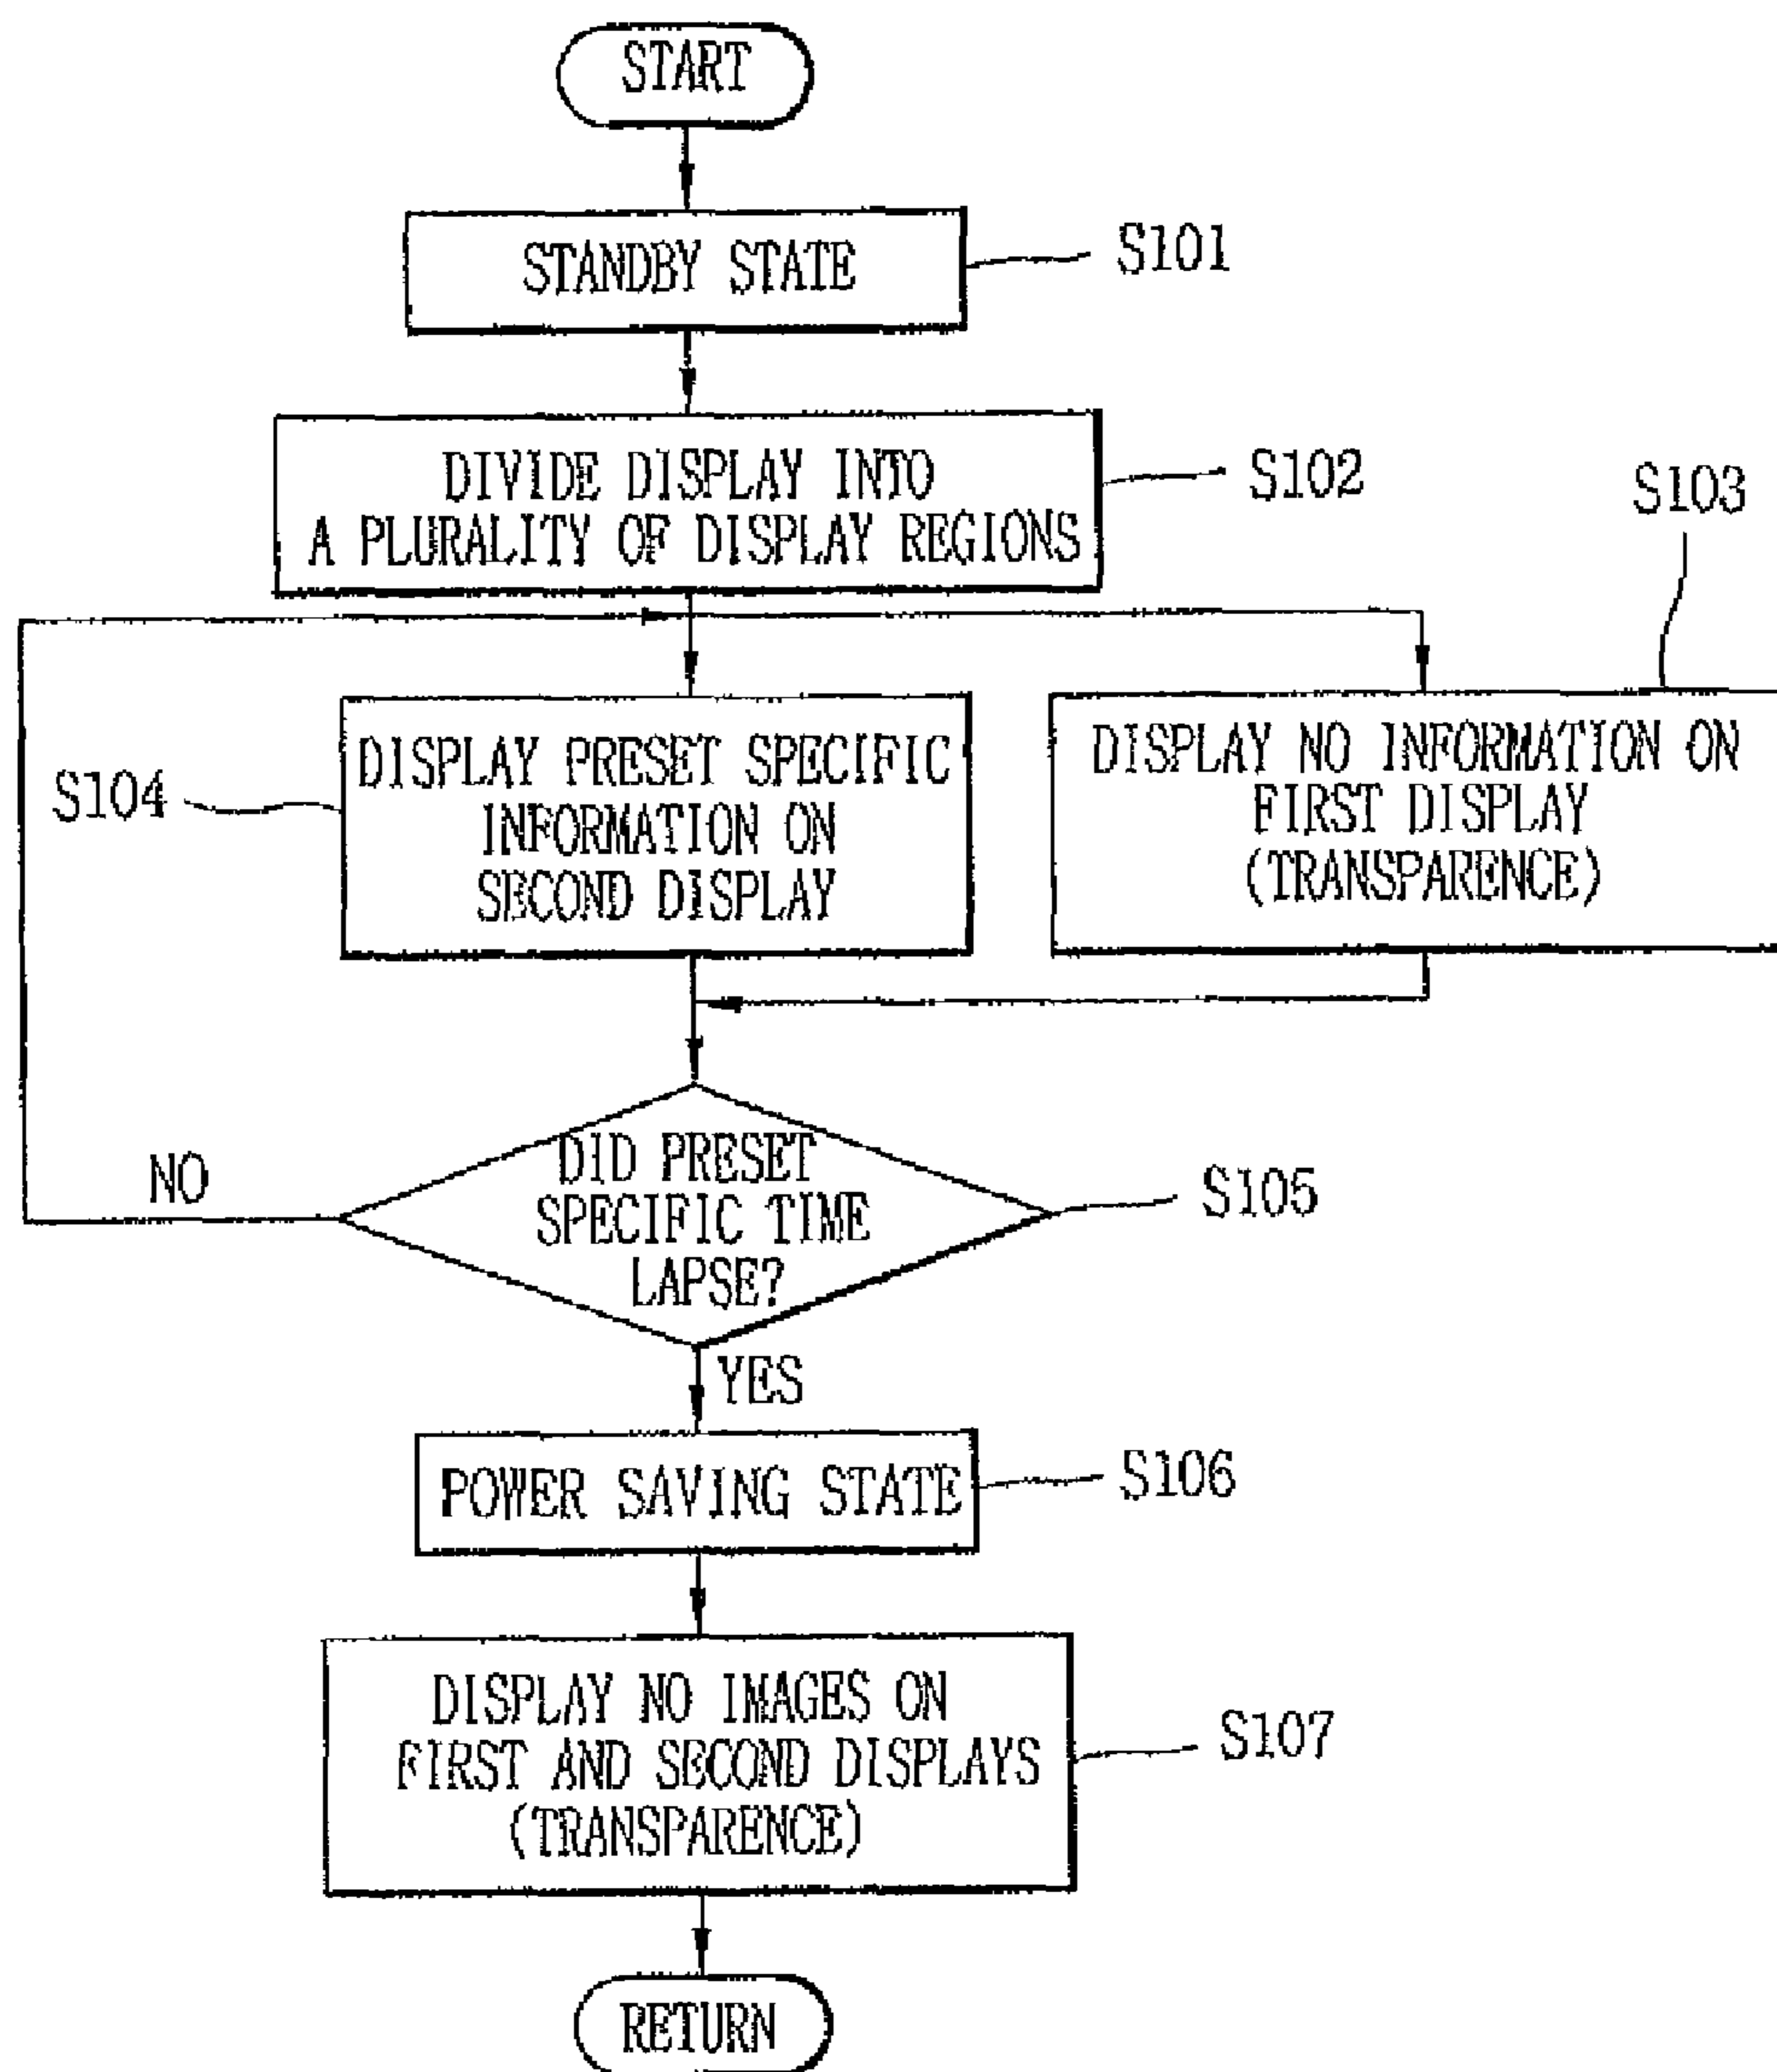 START
STANDBY STATE
S101
DIVIDE DISPLAY INTO
A PLURALITY OF DISPLAY REGIONS
S102
S103
DISPLAY PRESET SPECIFIC
INFORMATION ON
SECOND DISPLAY
S104
DISPLAY NO INFORMATION ON
FIRST DISPLAY
(TRANSPARENCE)
DID PRESET
SPECIFIC TIME
LAPSE?
S105
NO
YES
POWER SAVING STATE
S106
DISPLAY NO IMAGES ON
FIRST AND SECOND DISPLAYS
(TRANSPARENCE)
S107
RETURN